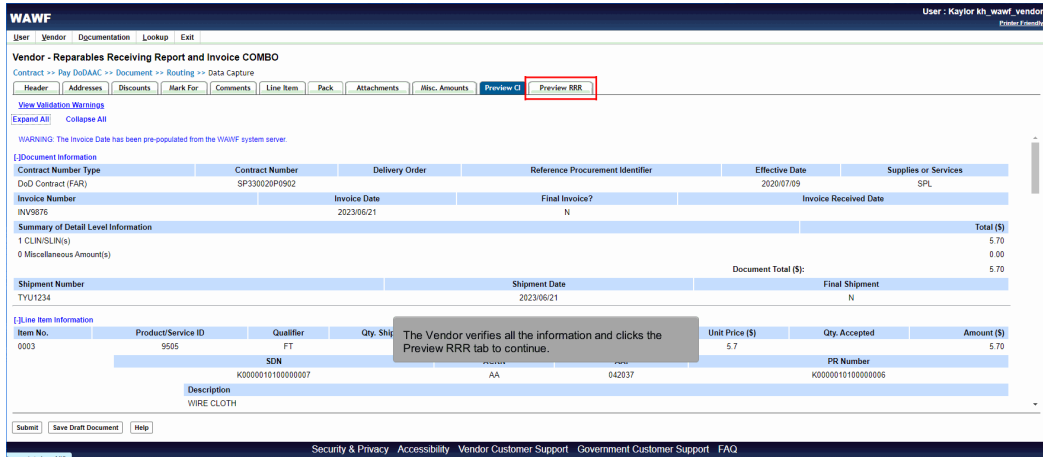 WAWF
User : Kaylor kh_wawf_vendor
Printer Friendly
User Vendor Documentation Lookup Exit
Vendor - Reparables Receiving Report and Invoice COMBO
Contract >> Pay DoDAAC >> Document >> Routing >> Data Capture
Header Addresses Discounts Mark For Comments Line Item Pack Attachments Misc. Amounts Preview CI Preview RRR
View Validation Warnings
Expand All Collapse All
WARNING: The Invoice Date has been pre-populated from the WAWF system server.
[-]Document Information
Contract Number Type Contract Number Delivery Order Reference Procurement Identifier Effective Date Supplies or Services
DoD Contract (FAR) SP330020P0902 2020/07/09 SPL
Invoice Number Invoice Date Final Invoice? Invoice Received Date
INV9876 2023/06/21 N
Summary of Detail Level Information Total ($)
1 CLIN/SLIN(s) 5.70
0 Miscellaneous Amount(s) 0.00
Document Total ($): 5.70
Shipment Number Shipment Date Final Shipment
TYU1234 2023/06/21 N
[-]Line Item Information
Item No. Product/Service ID Qualifier Qty. Ship Unit Price ($) Qty. Accepted Amount ($)
The Vendor verifies all the information and clicks the
Preview RRR tab to continue.
0003 9505 FT 5.7 5.70
SDN PR Number
K0000010100000007 AA 042037 K0000010100000006
Description
WIRE CLOTH
Submit Save Draft Document Help
Security & Privacy Accessibility Vendor Customer Support Government Customer Support FAQ